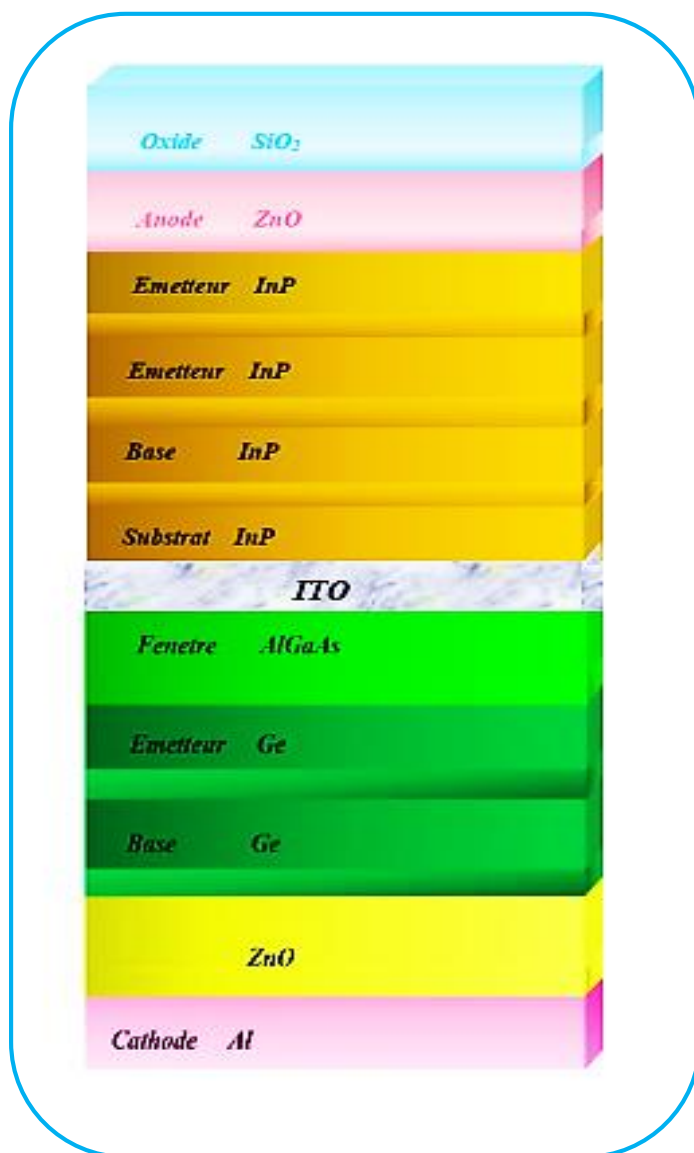 Oxide SiO₂
Anode ZnO
Emetteur InP
Emetteur InP
Base InP
Substrat InP
ITO
Fenetre AlGaAs
Emetteur Ge
Base Ge
ZnO
Cathode Al